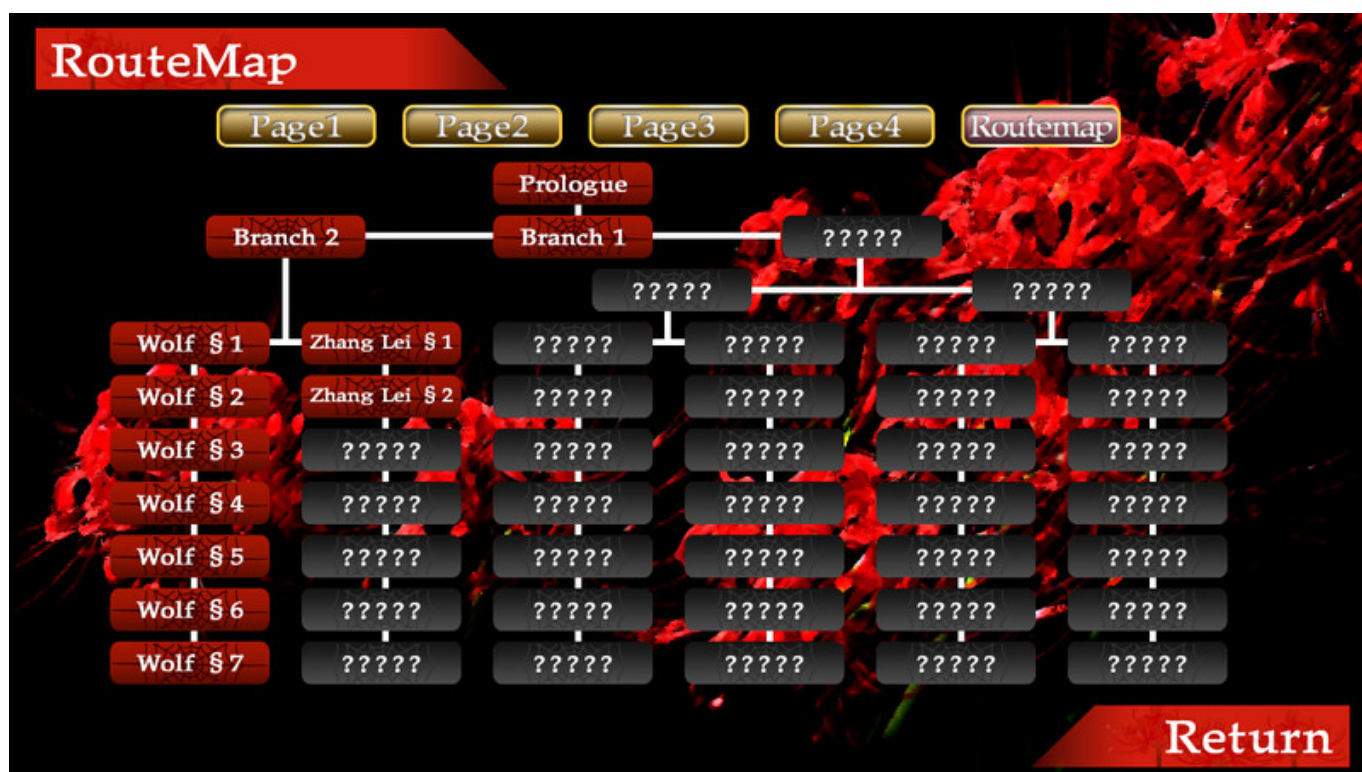 RouteMap
Page1 Page2 Page3 Page4 Routemap
Prologue
Branch 2 Branch 1 ?????
????? ?????
Wolf §1 Zhang Lei §1 ????? ????? ????? ?????
Wolf §2 Zhang Lei §2 ????? ????? ????? ?????
Wolf §3 ????? ????? ????? ????? ?????
Wolf §4 ????? ????? ????? ????? ?????
Wolf §5 ????? ????? ????? ????? ?????
Wolf §6 ????? ????? ????? ????? ?????
Wolf §7 ????? ????? ????? ????? ?????
Return